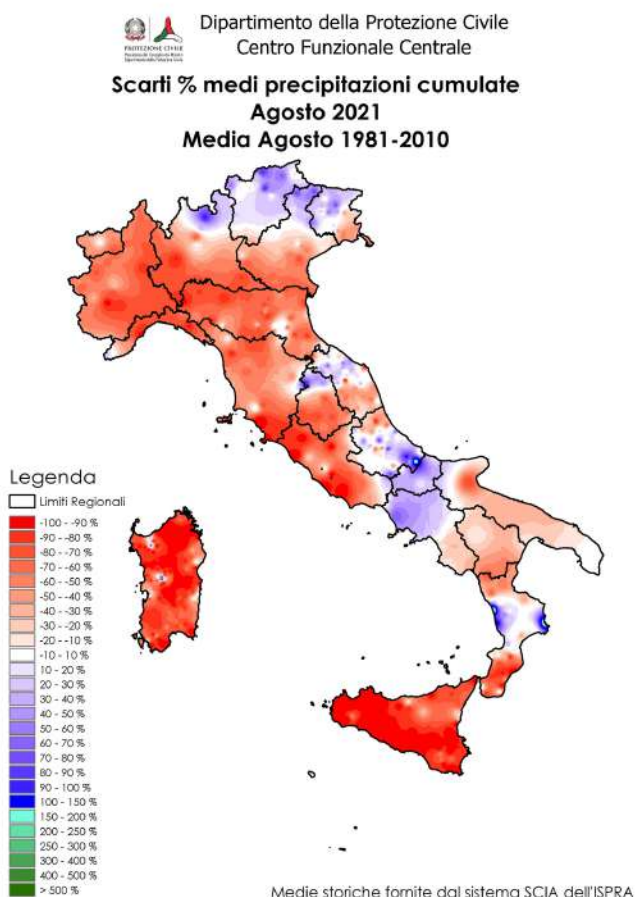 Dipartimento della Protezione Civile
Centro Funzionale Centrale
PROTEZIONE CIVILE
Scarti % medi precipitazioni cumulate
Agosto 2021
Media Agosto 1981-2010
Legenda
Limiti Regionali
-100 - -90 %
-90 - -80 %
-80 - -70 %
-70 - -60 %
-60 - -50 %
-50 - -40 %
-40 - -30 %
-30 - -20 %
-20 - -10 %
-10 - 10 %
10 - 20 %
20 - 30 %
30 - 40 %
40 - 50 %
50 - 60 %
60 - 70 %
70 - 80 %
80 - 90 %
90 - 100 %
100 - 150 %
150 - 200 %
200 - 250 %
250 - 300 %
300 - 400 %
400 - 500 %
> 500 %
Medie storiche fornite dal sistema SCIA dell'ISPRA